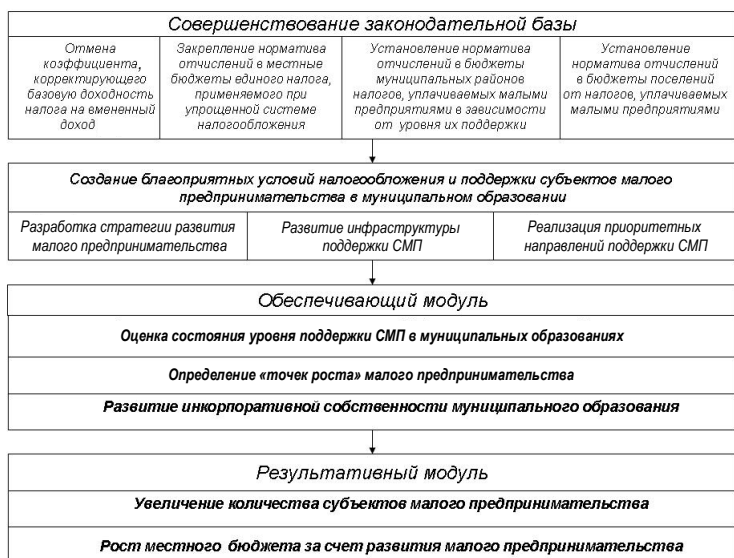 Совершенствование законодательной базы
Отмена
коэффициента,
корректирующего
базовую доходность
налога на вмененный
доход
Закрепление норматива
отчислений в местные
бюджеты единого налога,
применяемого при
упрощенной системе
налогообложения
Установление норматива
отчислений в бюджеты
муниципальных районов
налогов, уплачиваемых малыми
предприятиями в зависимости
от уровня их поддержки
Установление
норматива отчислений
в бюджеты поселений
от налогов, уплачиваемых
малыми предприятиями
Создание благоприятных условий налогообложения и поддержки субъектов малого
предпринимательства в муниципальном образовании
Разработка стратегии развития
малого предпринимательства
Развитие инфраструктуры
поддержки СМП
Реализация приоритетных
направлений поддержки СМП
Обеспечивающий модуль
Оценка состояния уровня поддержки СМП в муниципальных образованиях
Определение «точек роста» малого предпринимательства
Развитие инкорпоративной собственности муниципального образования
Результативный модуль
Увеличение количества субъектов малого предпринимательства
Рост местного бюджета за счет развития малого предпринимательства